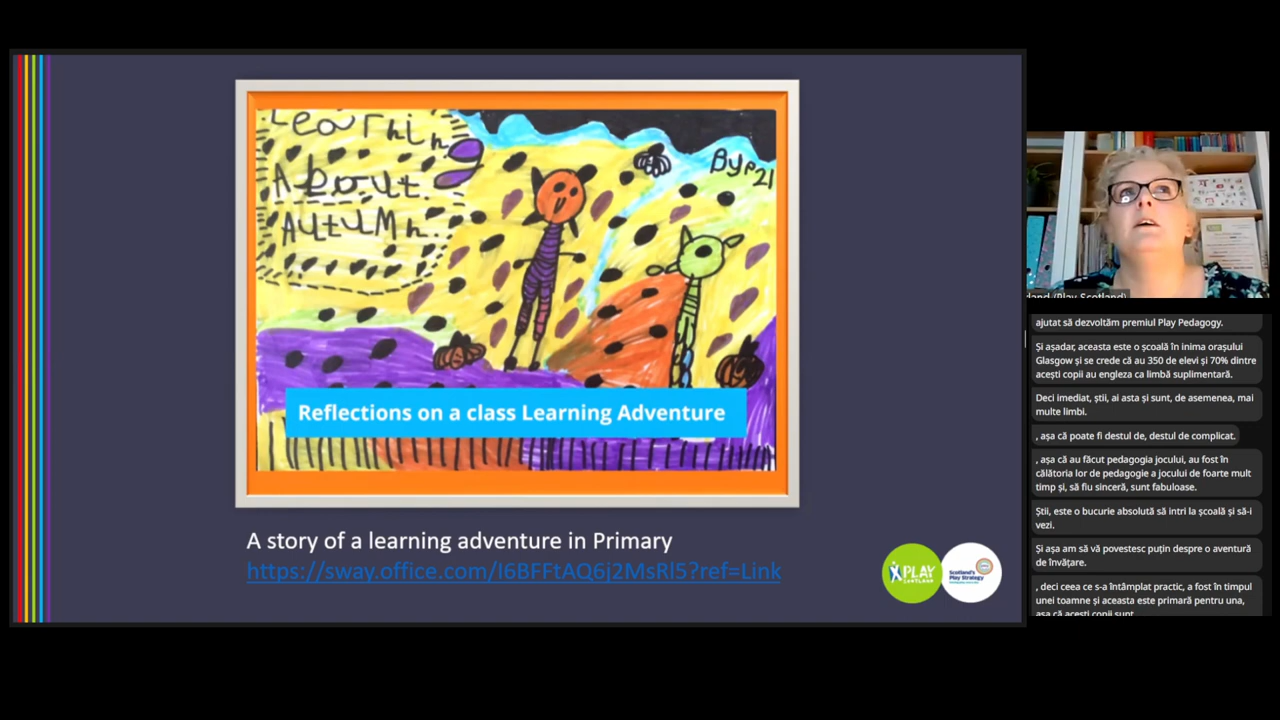 Learning
About
Autumn
By P21
Reflections on a class Learning Adventure
A story of a learning adventure in Primary
https://sway.office.com/I6BFFtAQ6j2MsRl5?ref=Link
PLAY
SCOTLAND
Scotland's
Play Strategy
land (Play Scotland)
ajutat să dezvoltăm premiul Play Pedagogy.
Și așadar, aceasta este o școală în inima orașului
Glasgow și se crede că au 350 de elevi și 70% dintre
acești copii au engleza ca limbă suplimentară.
Deci imediat, știi, ai asta și sunt, de asemenea, mai
multe limbi.
, așa că poate fi destul de, destul de complicat.
, așa că au făcut pedagogia jocului, au fost în
călătoria lor de pedagogie a jocului de foarte mult
timp și, să fiu sinceră, sunt fabuloase.
Știi, este o bucurie absolută să intri la școală și să-i
vezi.
Și așa am să vă povestesc puțin despre o aventură
de învățare.
, deci ceea ce s-a întâmplat practic, a fost în timpul
unei toamne și aceasta este primară pentru una,
așa că acești copii sunt